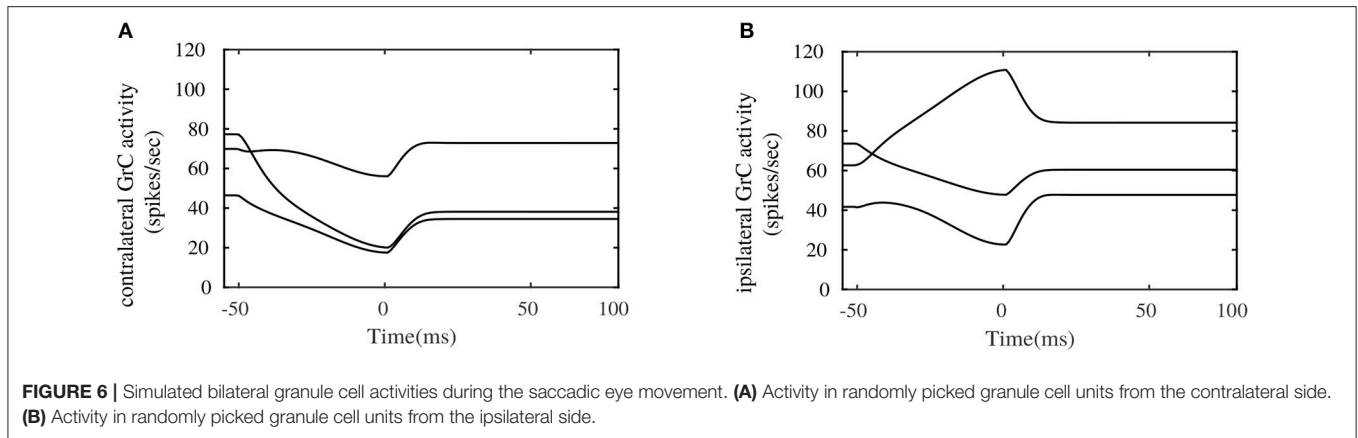 A
120
100
80
60
40
20
0
contralateral GrC activity
(spikes/sec)
-50
0
50
100
Time(ms)
B
120
100
80
60
40
20
0
ipsilateral GrC activity
(spikes/sec)
-50
0
50
100
Time(ms)
FIGURE 6 | Simulated bilateral granule cell activities during the saccadic eye movement. (A) Activity in randomly picked granule cell units from the contralateral side.
(B) Activity in randomly picked granule cell units from the ipsilateral side.